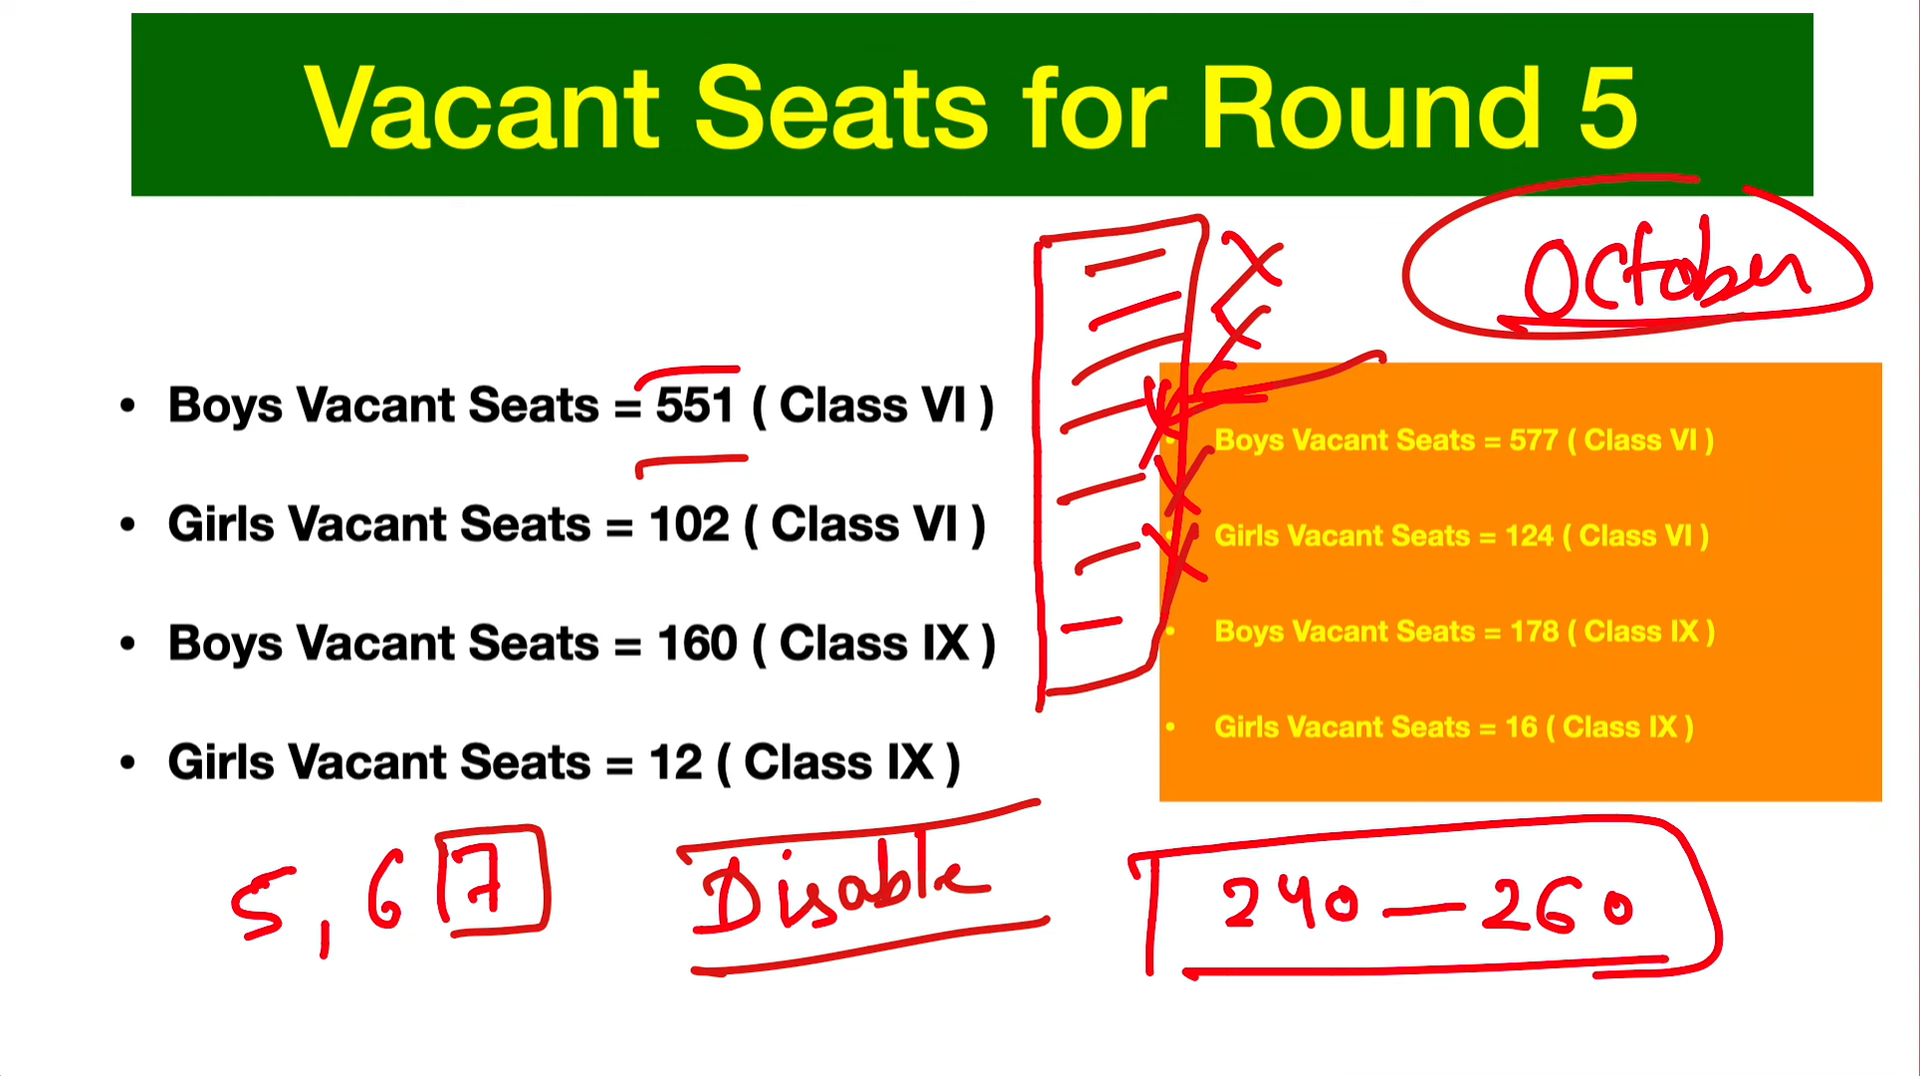 Vacant Seats for Round 5
October
• Boys Vacant Seats = 551 ( Class VI )
• Girls Vacant Seats = 102 ( Class VI )
• Boys Vacant Seats = 160 ( Class IX )
• Girls Vacant Seats = 12 ( Class IX )
• Boys Vacant Seats = 577 ( Class VI )
• Girls Vacant Seats = 124 ( Class VI )
• Boys Vacant Seats = 178 ( Class IX )
• Girls Vacant Seats = 16 ( Class IX )
5, 6 7 Disable 240 — 260